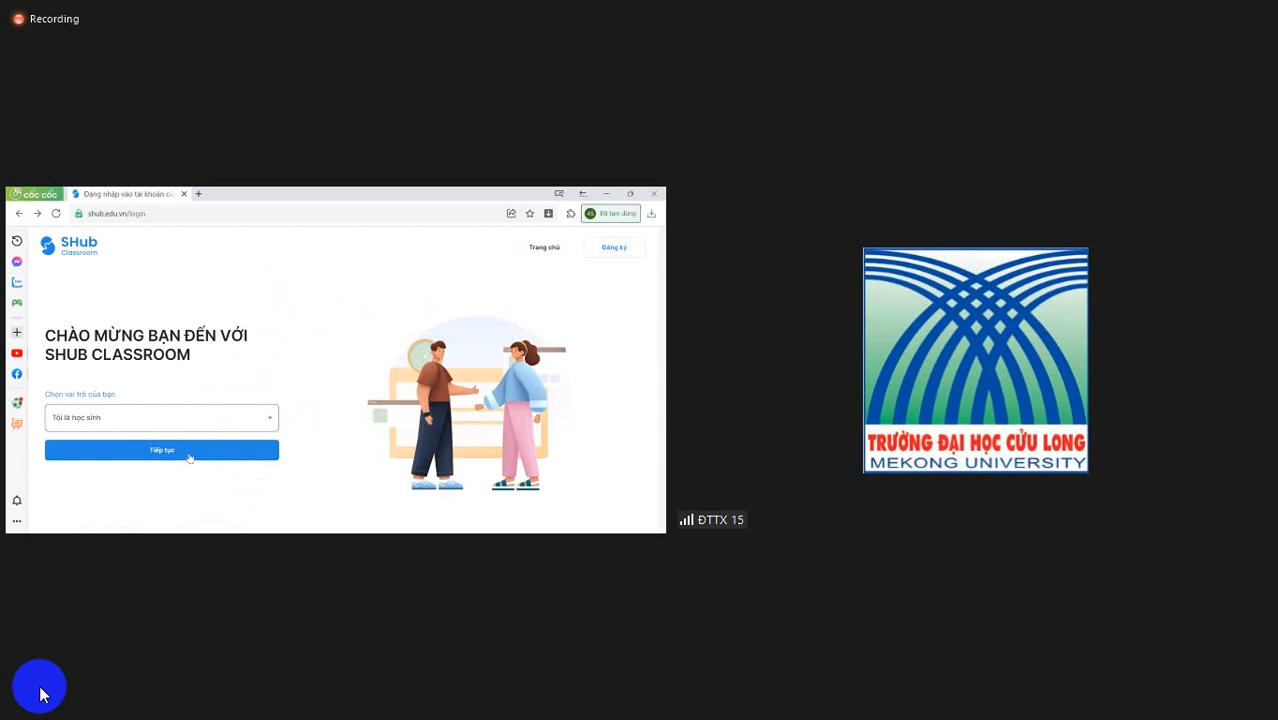 Recording
cốc cốc
Đăng nhập vào tài khoản củ
shub.edu.vn/login
45
Đã tạm dừng
SHub
Classroom
Trang chủ
Đăng ký
CHÀO MỪNG BẠN ĐẾN VỚI
SHUB CLASSROOM
Chọn vai trò của bạn
Tôi là học sinh
Tiếp tục
TRƯỜNG ĐẠI HỌC CỬU LONG
MEKONG UNIVERSITY
ĐTTX 15